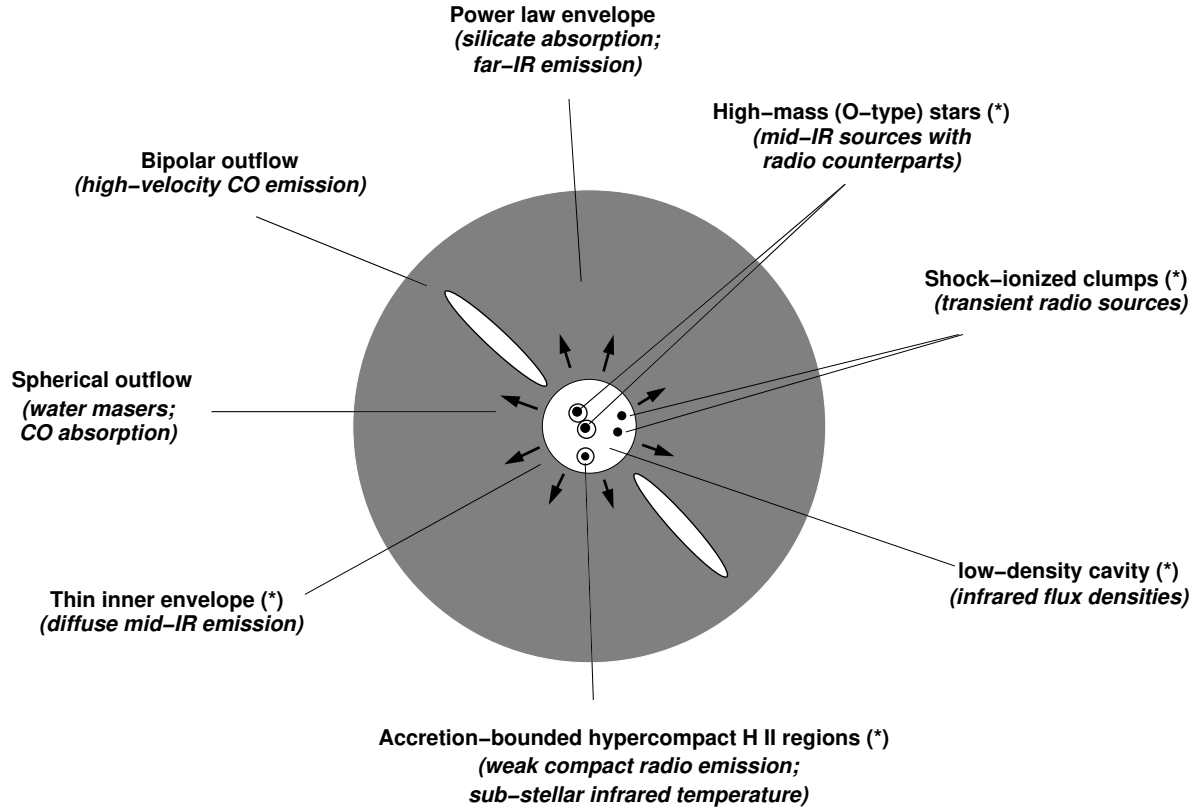 Power law envelope
(silicate absorption;
far−IR emission)
High−mass (O−type) stars (*)
(mid−IR sources with
radio counterparts)
Bipolar outflow
(high−velocity CO emission)
Shock−ionized clumps (*)
(transient radio sources)
Spherical outflow
(water masers;
CO absorption)
low−density cavity (*)
(infrared flux densities)
Thin inner envelope (*)
(diffuse mid−IR emission)
Accretion−bounded hypercompact H II regions (*)
(weak compact radio emission;
sub−stellar infrared temperature)